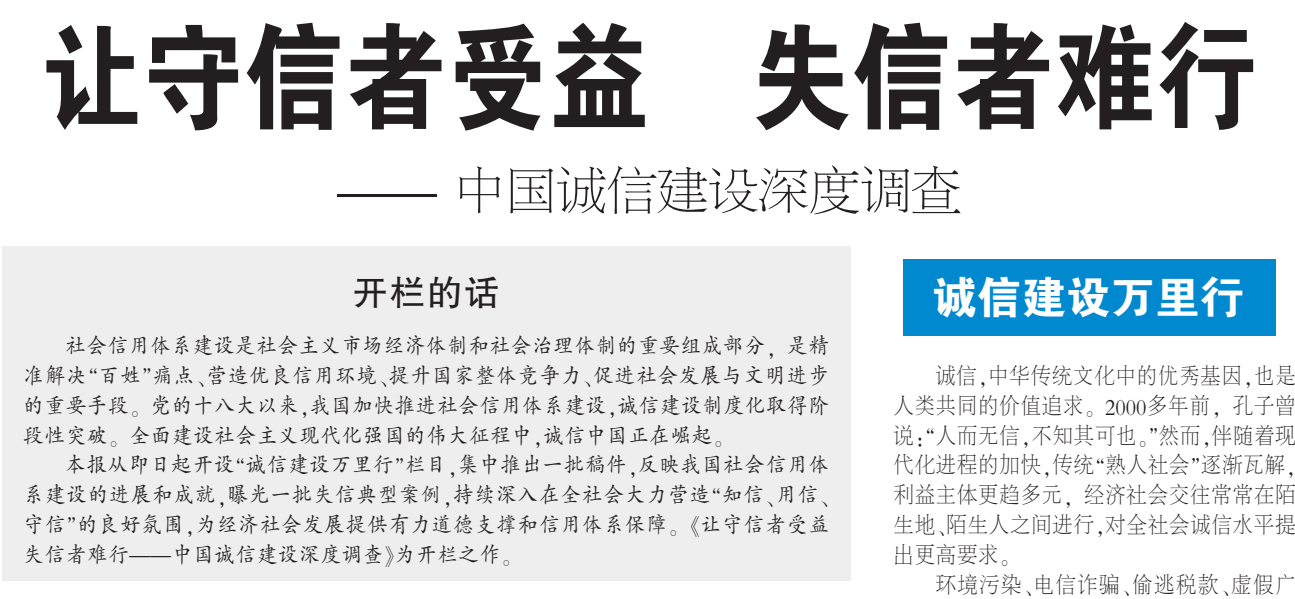 让守信者受益 失信者难行
—— 中国诚信建设深度调查
开栏的话
社会信用体系建设是社会主义市场经济体制和社会治理体制的重要组成部分，是精
准解决“百姓”痛点、营造优良信用环境、提升国家整体竞争力、促进社会发展与文明进步
的重要手段。党的十八大以来,我国加快推进社会信用体系建设,诚信建设制度化取得阶
段性突破。全面建设社会主义现代化强国的伟大征程中,诚信中国正在崛起。
本报从即日起开设“诚信建设万里行”栏目,集中推出一批稿件,反映我国社会信用体
系建设的进展和成就,曝光一批失信典型案例,持续深入在全社会大力营造“知信、用信、
守信”的良好氛围,为经济社会发展提供有力道德支撑和信用体系保障。《让守信者受益
失信者难行——中国诚信建设深度调查》为开栏之作。
诚信建设万里行
诚信,中华传统文化中的优秀基因,也是
人类共同的价值追求。2000多年前，孔子曾
说:“人而无信,不知其可也。”然而,伴随着现
代化进程的加快,传统“熟人社会”逐渐瓦解,
利益主体更趋多元，经济社会交往常常在陌
生地、陌生人之间进行,对全社会诚信水平提
出更高要求。
环境污染、电信诈骗、偷逃税款、虚假广